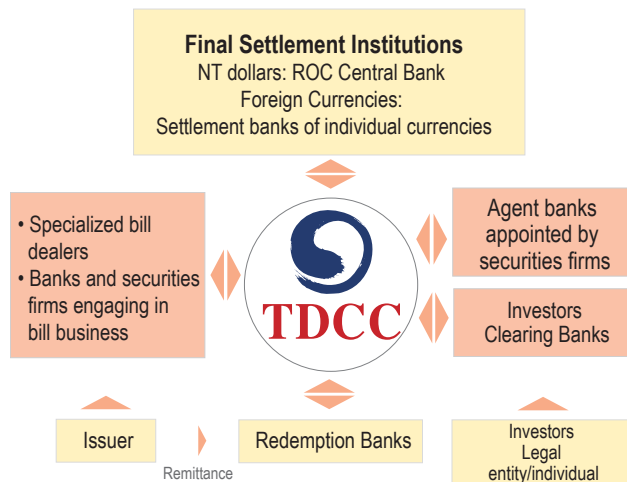 Final Settlement Institutions
NT dollars: ROC Central Bank
Foreign Currencies:
Settlement banks of individual currencies
• Specialized bill
dealers
• Banks and securities
firms engaging in
bill business
TDCC
Agent banks
appointed by
securities firms
Investors
Clearing Banks
Issuer
Remittance
Redemption Banks
Investors
Legal
entity/individual